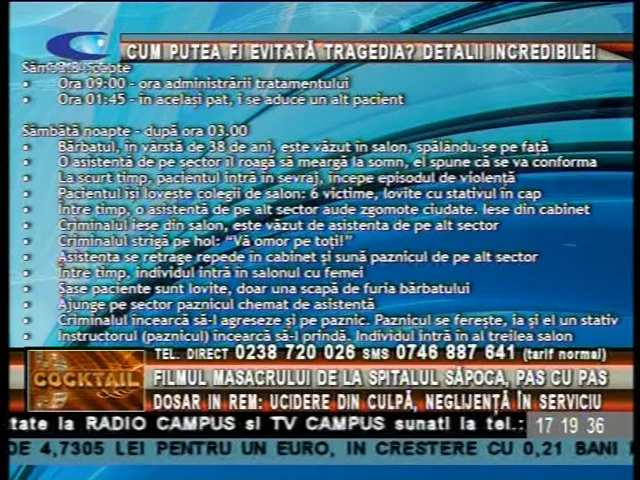 CUM PUTEA FI EVITATĂ TRAGEDIA? DETALII INCREDIBILE!
Sâmbătă noapte
Ora 09:00 - ora administrării tratamentului
Ora 01:45 - în același pat, i se aduce un alt pacient
Sâmbătă noapte - după ora 03.00
Bărbatul, în vârstă de 38 de ani, este văzut în salon, spălându-se pe față
O asistentă de pe sector îl roagă să meargă la somn, el spune că se va conforma
La scurt timp, pacientul intră în sevraj, începe episodul de violență
Pacientul își lovește colegii de salon: 6 victime, lovite cu stativul în cap
Între timp, o asistentă de pe alt sector aude zgomote ciudate. Iese din cabinet
Criminalul iese din salon, este văzut de asistenta de pe alt sector
Criminalul strigă pe hol: "Vă omor pe toți!"
Asistenta se retrage repede în cabinet și sună paznicul de pe alt sector
Între timp, individul intră în salonul cu femei
Șase paciente sunt lovite, doar una scapă de furia bărbatului
Ajunge pe sector paznicul chemat de asistentă
Criminalul încearcă să-l agreseze și pe paznic. Paznicul se ferește, ia și el un stativ
Instructorul (paznicul) încearcă să-l prindă. Individul intră în al treilea salon
TEL. DIRECT 0238 720 026 SMS 0746 887 641 (tarif normal)
COCKTAIL
FILMUL MASACRULUI DE LA SPITALUL SĂPOCA, PAS CU PAS
DOSAR IN REM: UCIDERE DIN CULPĂ, NEGLIJENȚĂ ÎN SERVICIU
tate la RADIO CAMPUS si TV CAMPUS sunati la tel.:
17 19 36
DE 4,7305 LEI PENTRU UN EURO, IN CRESTERE CU 0,21 BANI